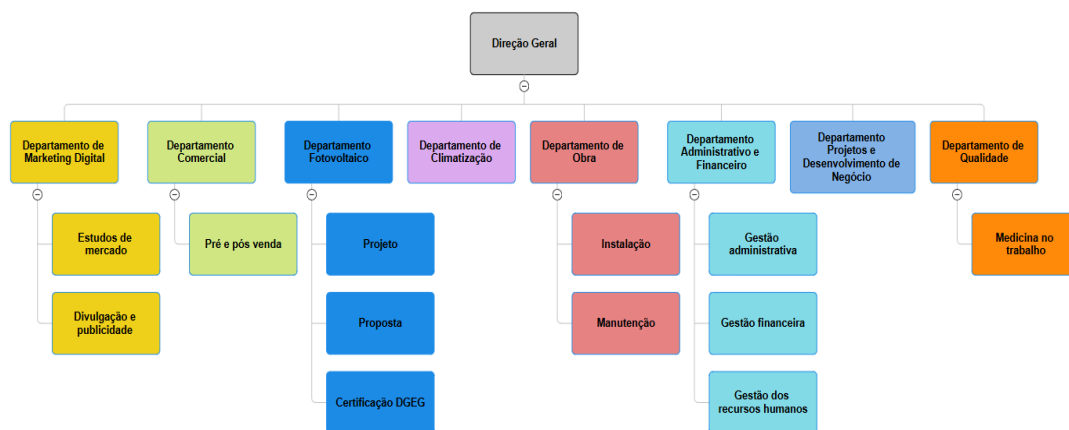 Direção Geral
Departamento de
Marketing Digital
Departamento
Comercial
Departamento
Fotovoltaico
Departamento de
Climatização
Departamento de
Obra
Departamento
Administrativo e
Financeiro
Departamento
Projetos e
Desenvolvimento de
Negócio
Departamento de
Qualidade
Estudos de
mercado
Pré e pós venda
Projeto
Instalação
Gestão
administrativa
Medicina no
trabalho
Divulgação e
publicidade
Proposta
Manutenção
Gestão financeira
Certificação DGEG
Gestão dos
recursos humanos